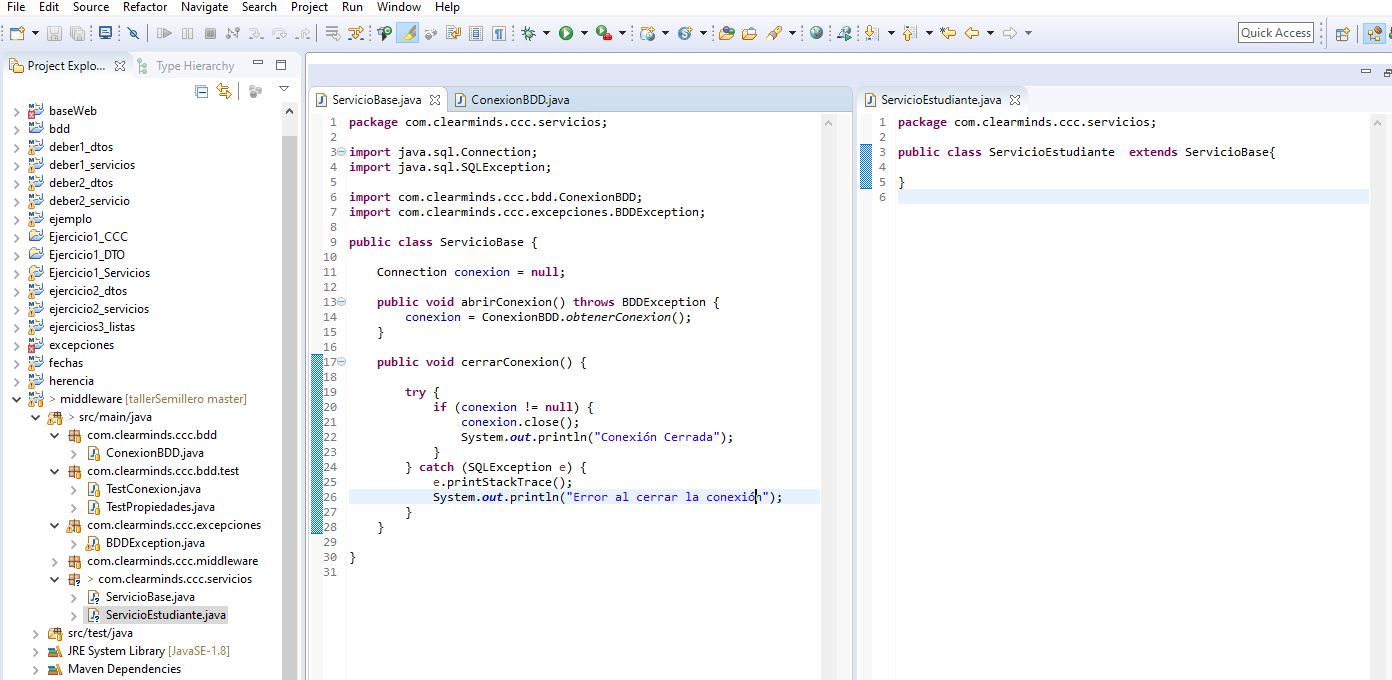 File Edit Source Refactor Navigate Search Project Run Window Help
Quick Access
Project Explo...
Type Hierarchy
baseWeb
bdd
deber1_dtos
deber1_servicios
deber2_dtos
deber2_servicio
ejemplo
Ejercicio1_CCC
Ejercicio1_DTO
Ejercicio1_Servicios
ejercicio2_dtos
ejercicio2_servicios
ejercicios3_listas
excepciones
fechas
herencia
> middleware [tallerSemillero master]
> src/main/java
com.clearminds.ccc.bdd
ConexionBDD.java
com.clearminds.ccc.bdd.test
TestConexion.java
TestPropiedades.java
com.clearminds.ccc.excepciones
BDDException.java
com.clearminds.ccc.middleware
> com.clearminds.ccc.servicios
ServicioBase.java
ServicioEstudiante.java
src/test/java
JRE System Library [JavaSE-1.8]
Maven Dependencies
ServicioBase.java
ConexionBDD.java
1 package com.clearminds.ccc.servicios;
2
3 import java.sql.Connection;
4 import java.sql.SQLException;
5
6 import com.clearminds.ccc.bdd.ConexionBDD;
7 import com.clearminds.ccc.excepciones.BDDException;
8
9 public class ServicioBase {
10
11 Connection conexion = null;
12
13 public void abrirConexion() throws BDDException {
14 conexion = ConexionBDD.obtenerConexion();
15 }
16
17 public void cerrarConexion() {
18
19 try {
20 if (conexion != null) {
21 conexion.close();
22 System.out.println("Conexión Cerrada");
23 }
24 } catch (SQLException e) {
25 e.printStackTrace();
26 System.out.println("Error al cerrar la conexión");
27 }
28 }
29
30 }
31
ServicioEstudiante.java
1 package com.clearminds.ccc.servicios;
2
3 public class ServicioEstudiante  extends ServicioBase{
4
5 }
6